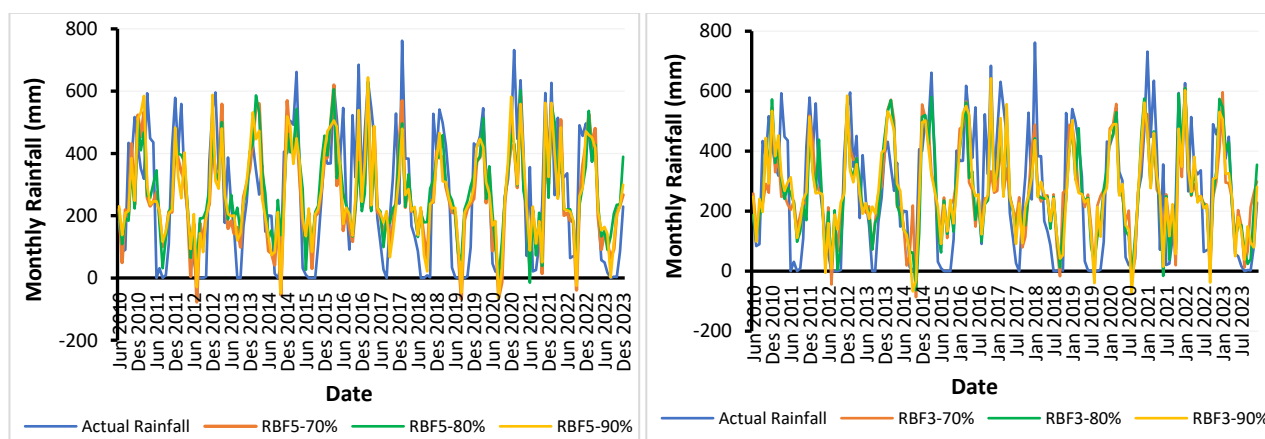 800
600
400
200
0
-200
Monthly Rainfall (mm)
Jun 2010
Des 2010
Jun 2011
Des 2011
Jun 2012
Des 2012
Jun 2013
Des 2013
Jun 2014
Des 2014
Jun 2015
Des 2015
Jun 2016
Des 2016
Jun 2017
Des 2017
Jun 2018
Des 2018
Jun 2019
Des 2019
Jun 2020
Des 2020
Jun 2021
Des 2021
Jun 2022
Des 2022
Jun 2023
Des 2023
Date
Actual Rainfall RBF5-70% RBF5-80% RBF5-90%
800
600
400
200
0
-200
Monthly Rainfall (mm)
Jun 2010
Des 2010
Jun 2011
Des 2011
Jun 2012
Des 2012
Jun 2013
Des 2013
Jun 2014
Des 2014
Jun 2015
Jan 2016
Jul 2016
Jan 2017
Jul 2017
Jan 2018
Jul 2018
Jan 2019
Jul 2019
Jan 2020
Jul 2020
Jan 2021
Jul 2021
Jan 2022
Jul 2022
Jan 2023
Jul 2023
Date
Actual Rainfall RBF3-70% RBF3-80% RBF3-90%